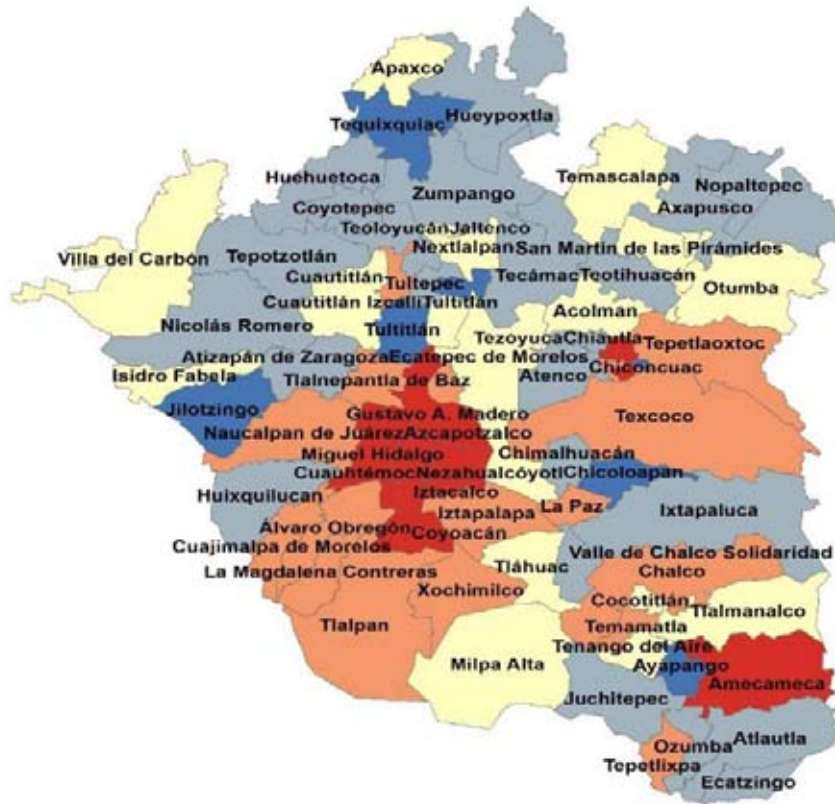 Apaxco
Tequixquiac
Hueypoxtla
Huehuetoca
Zumpango
Temascalapa
Nopaltepec
Coyotepec
Axapusco
Teoloyucán
Jaltenco
Villa del Carbón
Tepotzotlán
Nextlalpan
San Martín de las Pirámides
Cuautitlán
Tultepec
Tecámac
Teotihuacán
Otumba
Cuautitlán Izcalli
Tultitlán
Acolman
Nicolás Romero
Tultitlán
Tezoyuca
Chiautla
Tepetlaoxtoc
Atizapán de Zaragoza
Ecatepec de Morelos
Chiconcuac
Isidro Fabela
Tlalnepantla de Baz
Atenco
Jilotzingo
Gustavo A. Madero
Texcoco
Naucalpan de Juárez
Azcapotzalco
Miguel Hidalgo
Chimalhuacán
Cuauhtémoc
Nezahualcóyotl
Chicoloapan
Huixquilucan
Iztacalco
Iztapalapa
La Paz
Ixtapaluca
Álvaro Obregón
Coyoacán
Cuajimalpa de Morelos
Tláhuac
Valle de Chalco Solidaridad
La Magdalena Contreras
Chalco
Xochimilco
Cocotitlán
Tlalmanalco
Tlalpan
Temamatla
Tenango del Aire
Milpa Alta
Ayapango
Amecameca
Juchitepec
Ozumba
Atlautla
Tepetlixpa
Ecatzingo